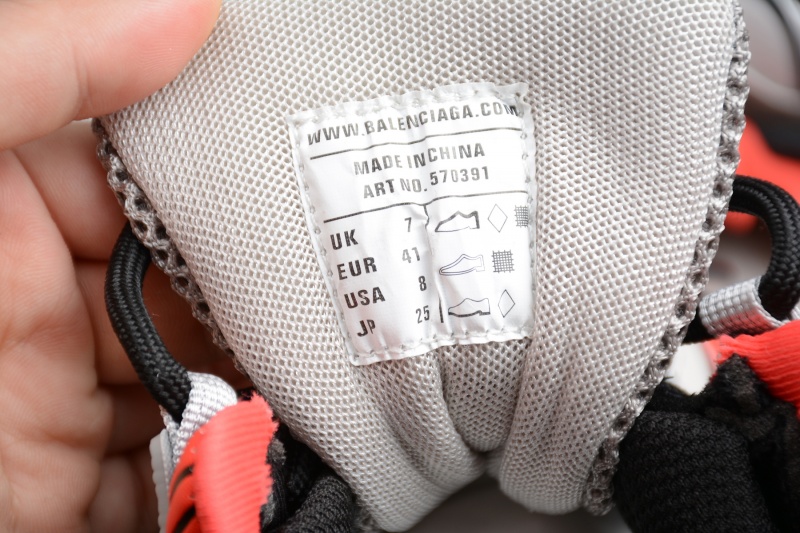 WWW.BALENCIAGA.COM
MADE IN CHINA
ART NO. 570391
UK 7
EUR 41
USA 8
JP 25